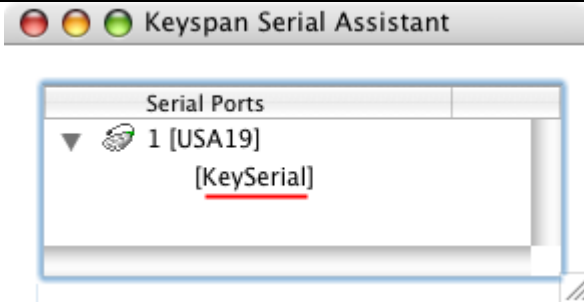 Keyspan Serial Assistant
Serial Ports
1 [USA19]
[KeySerial]